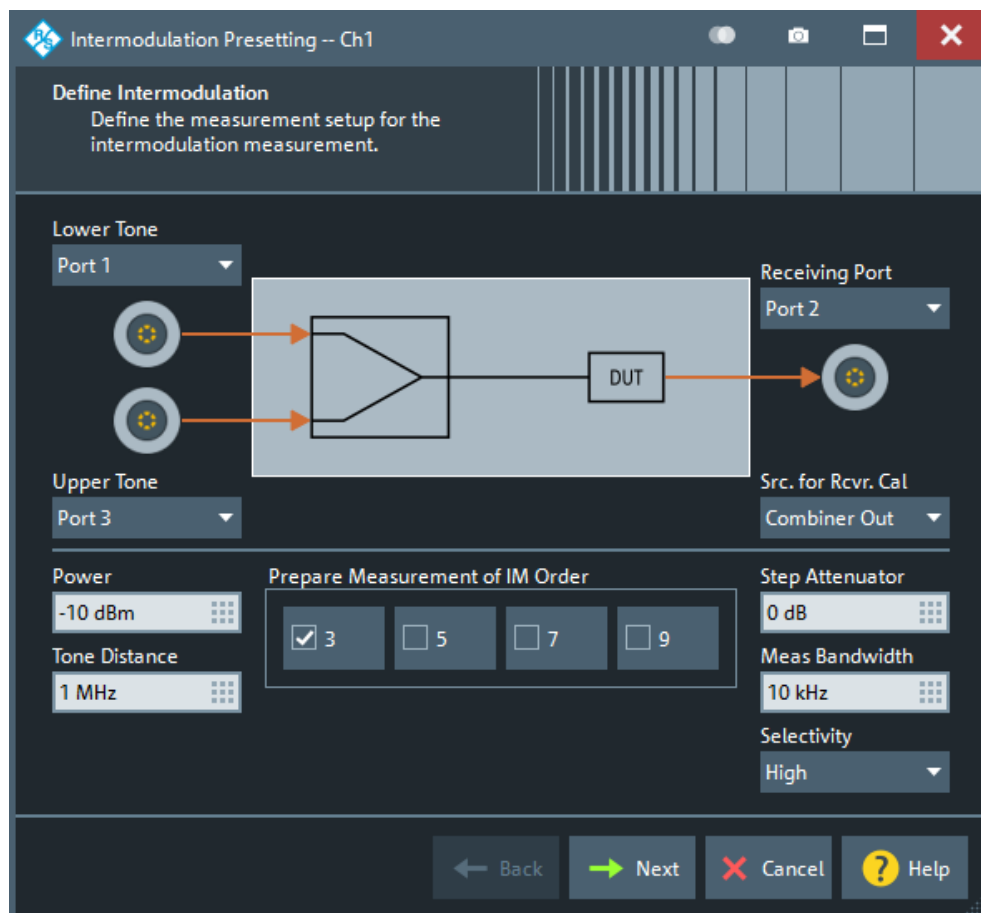 R/S
Intermodulation Presetting -- Ch1
Define Intermodulation
Define the measurement setup for the
intermodulation measurement.
Lower Tone
Port 1
Receiving Port
Port 2
DUT
Upper Tone
Port 3
Src. for Rcvr. Cal
Combiner Out
Power
-10 dBm
Prepare Measurement of IM Order
3
5
7
9
Step Attenuator
0 dB
Tone Distance
1 MHz
Meas Bandwidth
10 kHz
Selectivity
High
Back
Next
Cancel
? Help